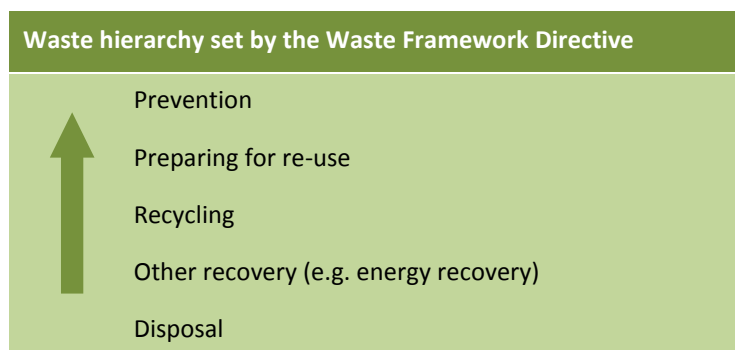 Waste hierarchy set by the Waste Framework Directive
Prevention
Preparing for re-use
Recycling
Other recovery (e.g. energy recovery)
Disposal